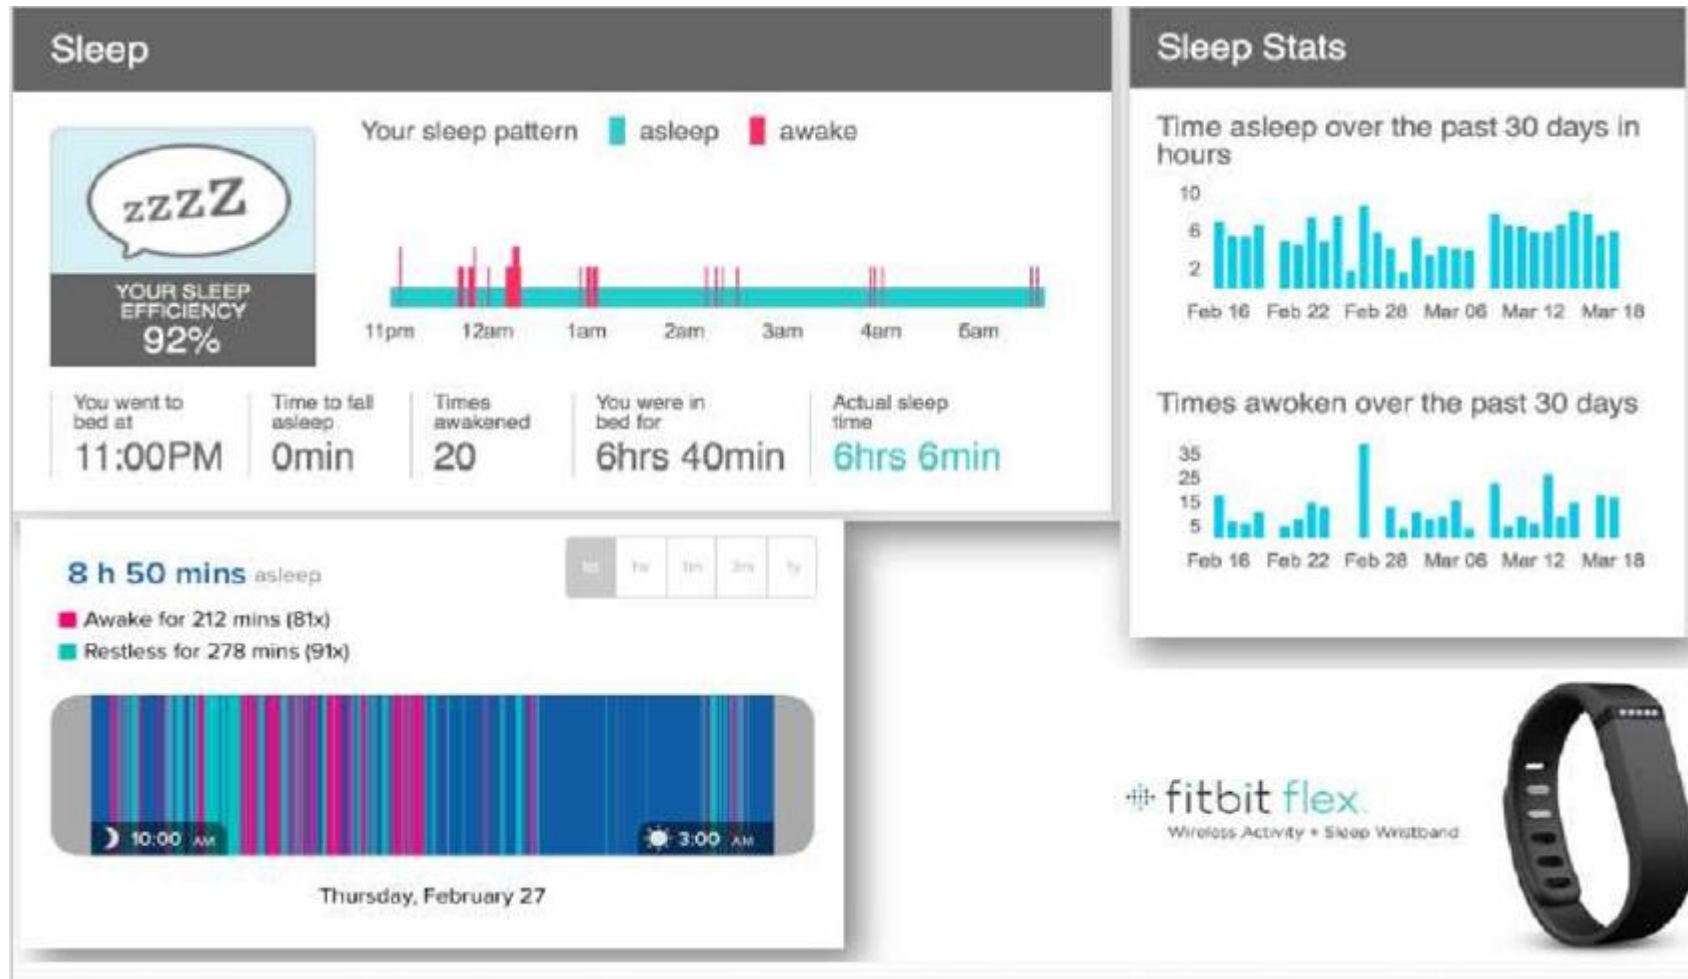 Sleep
zzzZ
YOUR SLEEP
EFFICIENCY
92%
Your sleep pattern asleep awake
11pm 12am 1am 2am 3am 4am 5am
You went to
bed at
11:00PM
Time to fall
asleep
0min
Times
awakened
20
You were in
bed for
6hrs 40min
Actual sleep
time
6hrs 6min
Sleep Stats
Time asleep over the past 30 days in
hours
10
6
2
Feb 16 Feb 22 Feb 28 Mar 06 Mar 12 Mar 18
Times awoken over the past 30 days
35
25
15
5
Feb 16 Feb 22 Feb 28 Mar 06 Mar 12 Mar 18
8 h 50 mins asleep
1w 1m 3m 1y
Awake for 212 mins (81x)
Restless for 278 mins (91x)
10:00 AM
3:00 AM
Thursday, February 27
fitbit flex.
Wireless Activity + Sleep Wristband